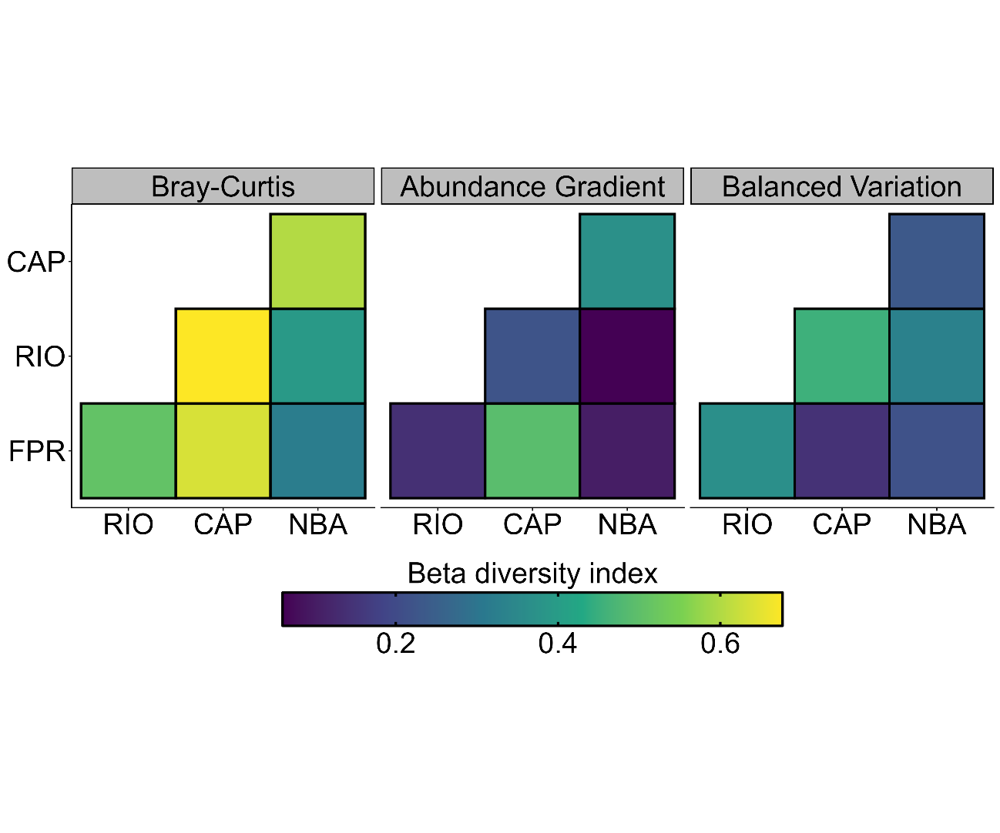 Bray-Curtis Abundance Gradient Balanced Variation
CAP
RIO
FPR
RIO CAP NBA RIO CAP NBA RIO CAP NBA
Beta diversity index
0.2 0.4 0.6